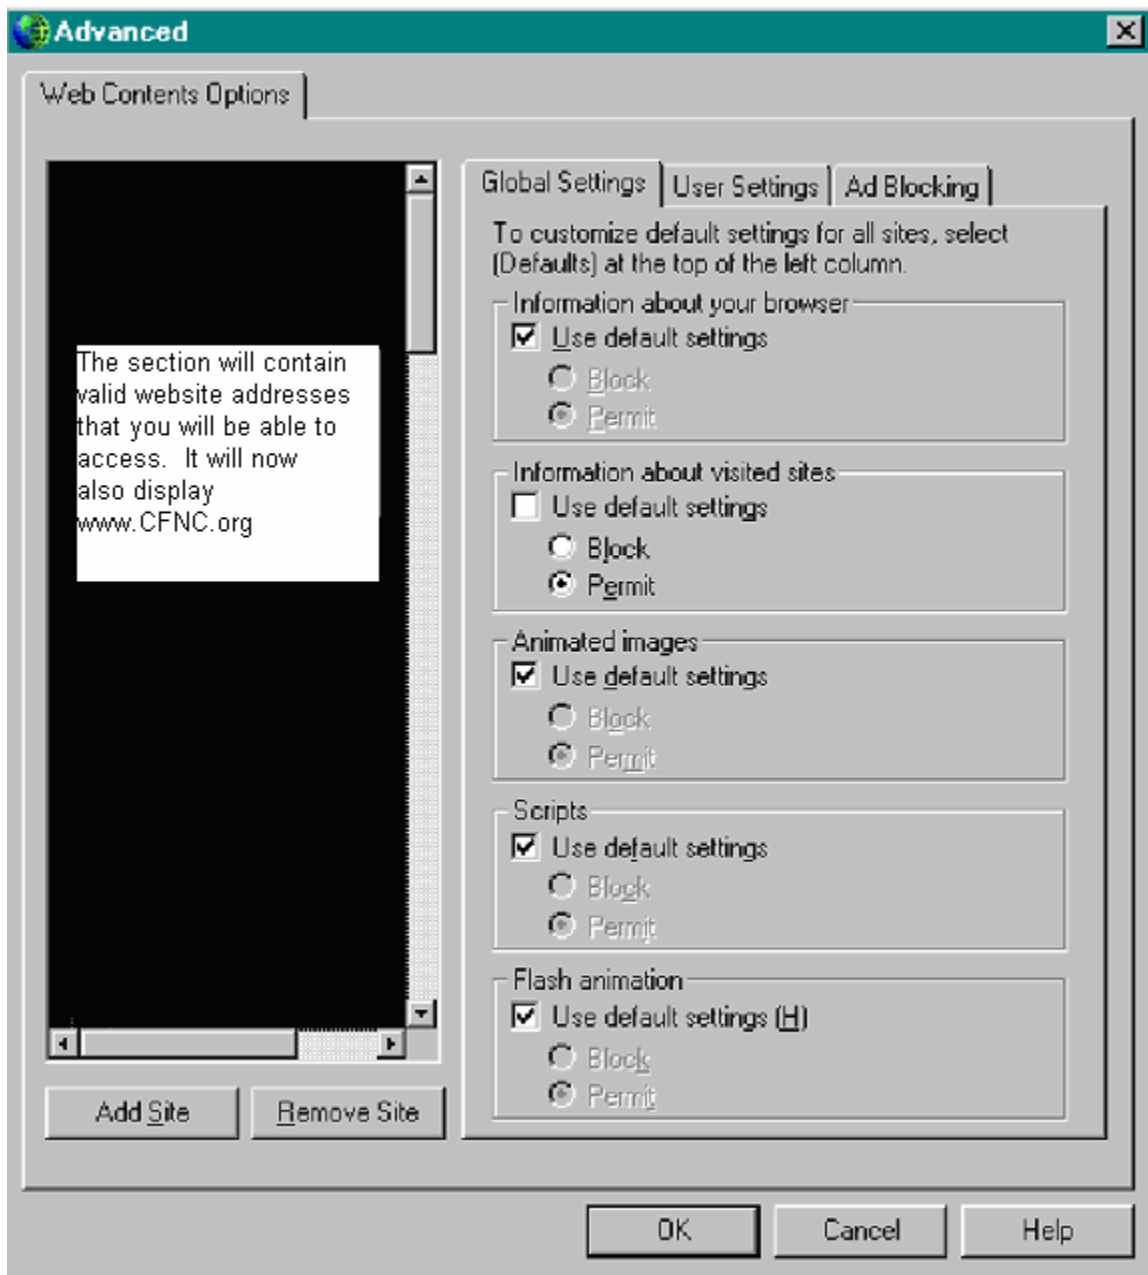 Advanced
Web Contents Options
The section will contain
valid website addresses
that you will be able to
access. It will now
also display
www.CFNC.org
Add Site
Remove Site
Global Settings
User Settings
Ad Blocking
To customize default settings for all sites, select
(Defaults) at the top of the left column.
Information about your browser
Use default settings
Block
Permit
Information about visited sites
Use default settings
Block
Permit
Animated images
Use default settings
Block
Permit
Scripts
Use default settings
Block
Permit
Flash animation
Use default settings (H)
Block
Permit
OK
Cancel
Help